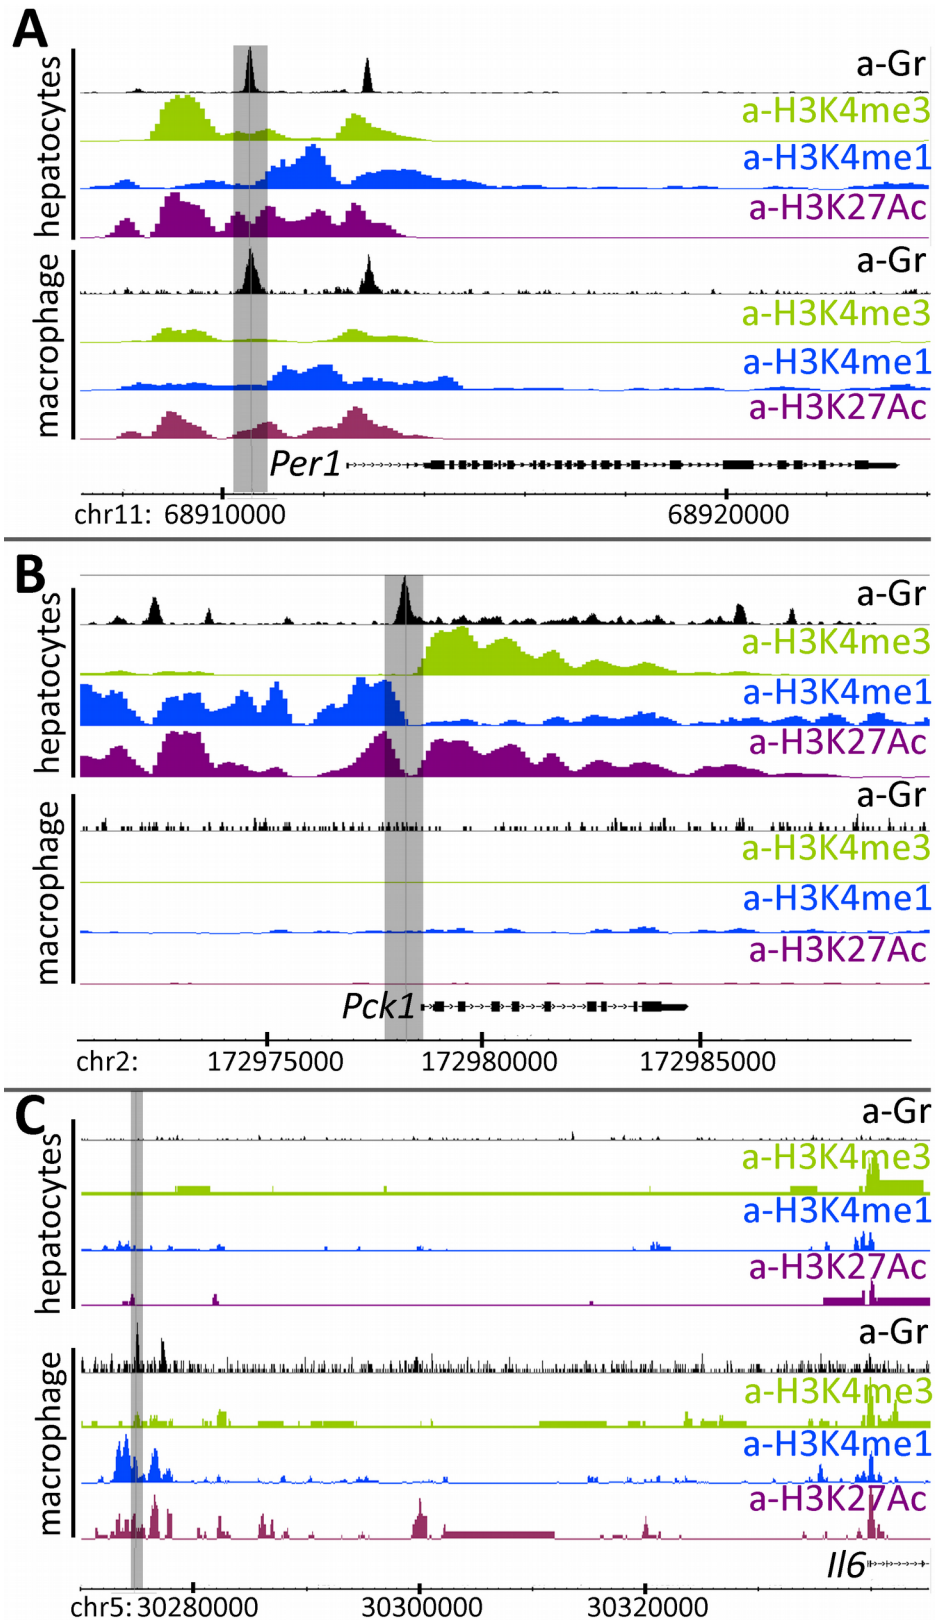 A
hepatocytes
a-Gr
a-H3K4me3
a-H3K4me1
a-H3K27Ac
macrophage
a-Gr
a-H3K4me3
a-H3K4me1
a-H3K27Ac
Per1
chr11: 68910000 68920000
B
hepatocytes
a-Gr
a-H3K4me3
a-H3K4me1
a-H3K27Ac
macrophage
a-Gr
a-H3K4me3
a-H3K4me1
a-H3K27Ac
Pck1
chr2: 172975000 172980000 172985000
C
hepatocytes
a-Gr
a-H3K4me3
a-H3K4me1
a-H3K27Ac
macrophage
a-Gr
a-H3K4me3
a-H3K4me1
a-H3K27Ac
Il6
chr5: 30280000 30300000 30320000